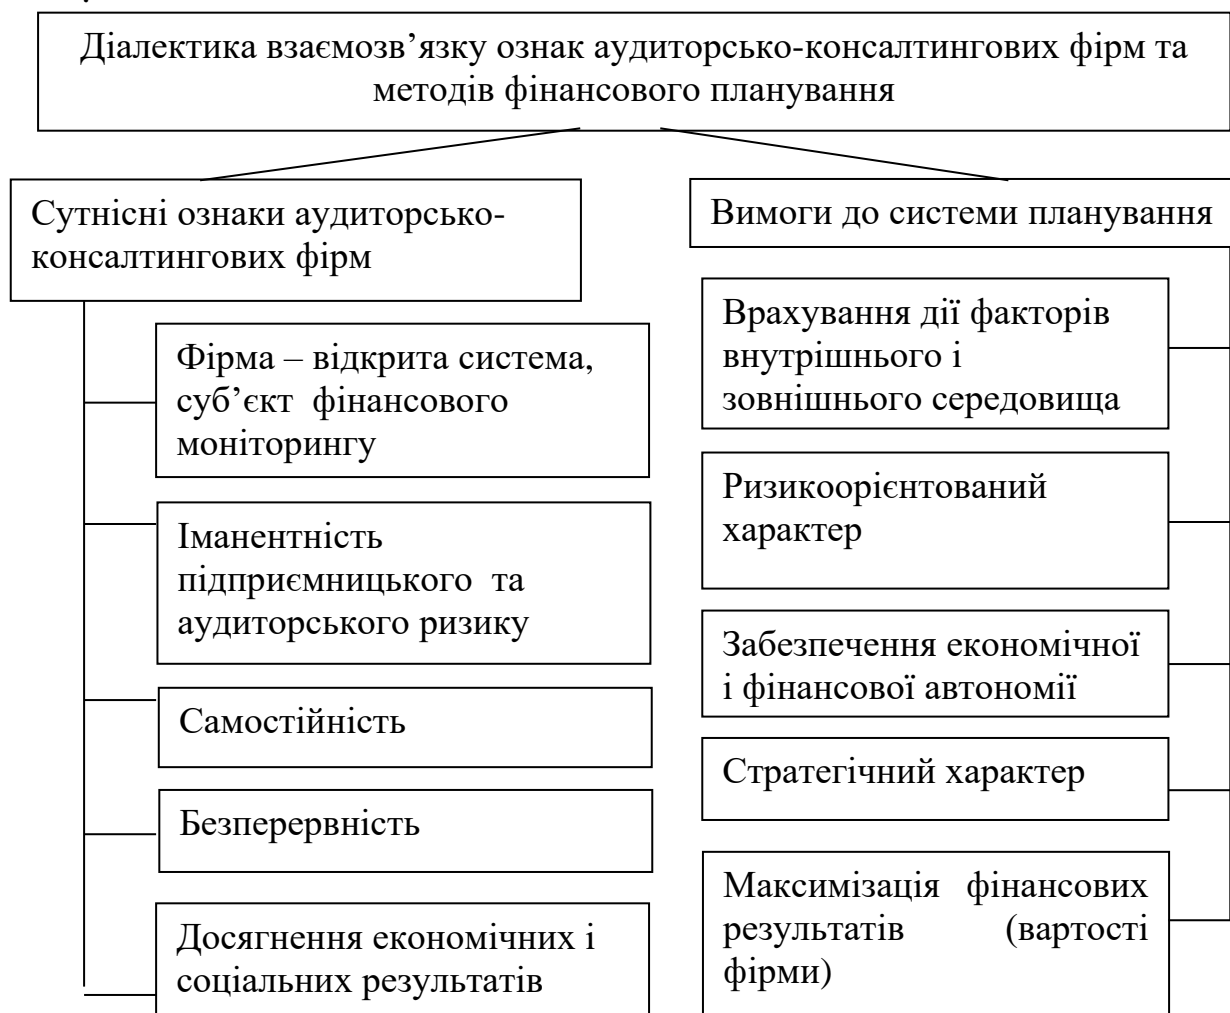 Діалектика взаємозв’язку ознак аудиторсько-консалтингових фірм та
методів фінансового планування
Сутнісні ознаки аудиторсько-
консалтингових фірм
Фірма – відкрита система,
суб’єкт фінансового
моніторингу
Іманентність
підприємницького та
аудиторського ризику
Самостійність
Безперервність
Досягнення економічних і
соціальних результатів
Вимоги до системи планування
Врахування дії факторів
внутрішнього і
зовнішнього середовища
Ризикоорієнтований
характер
Забезпечення економічної
і фінансової автономії
Стратегічний характер
Максимізація фінансових
результатів (вартості
фірми)